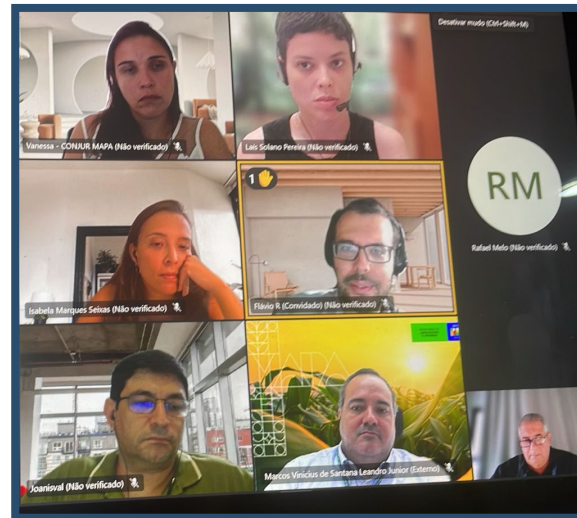 Desativar mudo (Ctrl+Shift+M)
Vanessa - CONJUR MAPA (Não verificado)
Laís Solano Pereira (Não verificado)
RM
Rafael Melo (Não verificado)
1
Isabela Marques Seixas (Não verificado)
Flávio R (Convidado) (Não verificado)
MAPA
Joanisval (Não verificado)
Marcos Vinicius de Santana Leandro Junior (Externo)